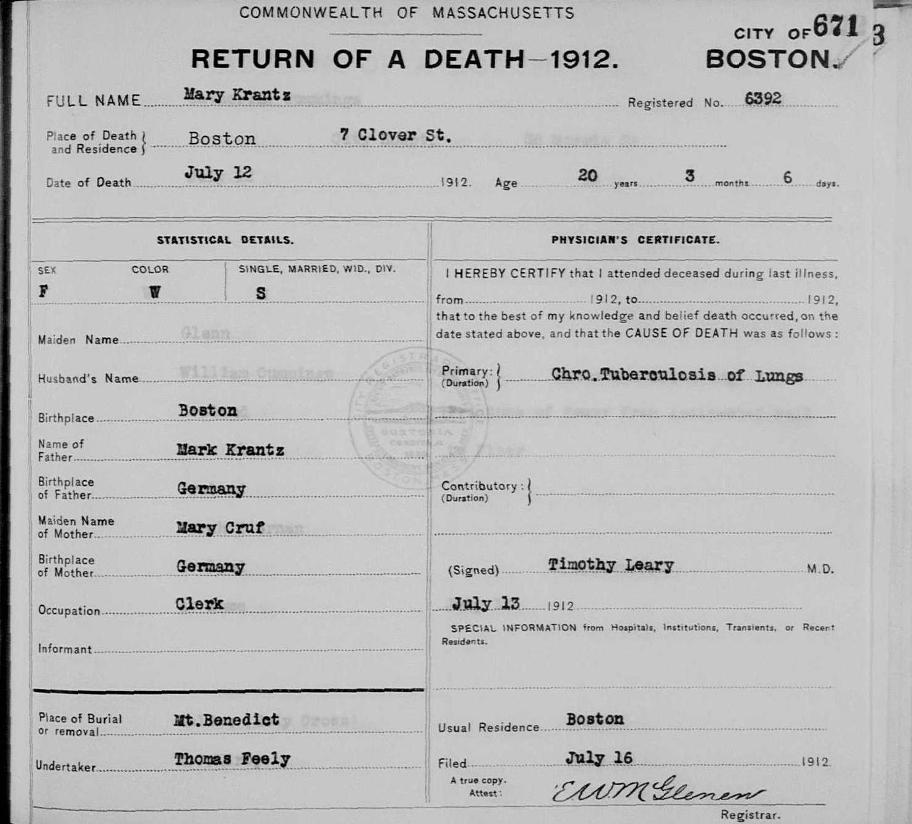 COMMONWEALTH OF MASSACHUSETTS
671
3
CITY OF
RETURN OF A DEATH—1912. BOSTON.
FULL NAME Mary Krantz Registered No. 6392
Place of Death and Residence Boston 7 Clover St.
Date of Death July 12 1912. Age 20 years 3 months 6 days.
STATISTICAL DETAILS.
SEX COLOR SINGLE, MARRIED, WID., DIV.
F W S
Maiden Name Glenn
Husband's Name William Cummings
Birthplace Boston
Name of Father Mark Krantz
Birthplace of Father Germany
Maiden Name of Mother Mary Cruf
Birthplace of Mother Germany
Occupation Clerk
Informant
Place of Burial or removal Mt.Benedict
Undertaker Thomas Feely
PHYSICIAN'S CERTIFICATE.
I HEREBY CERTIFY that I attended deceased during last illness,
from 1912, to 1912,
that to the best of my knowledge and belief death occurred, on the
date stated above, and that the CAUSE OF DEATH was as follows:
Primary: (Duration) Chro.Tuberculosis of Lungs
Contributory: (Duration)
(Signed) Timothy Leary M.D.
July 13 1912
SPECIAL INFORMATION from Hospitals, Institutions, Transients, or Recent
Residents.
Usual Residence Boston
Filed July 16 1912
A true copy.
Attest: EWMcGlenen
Registrar.